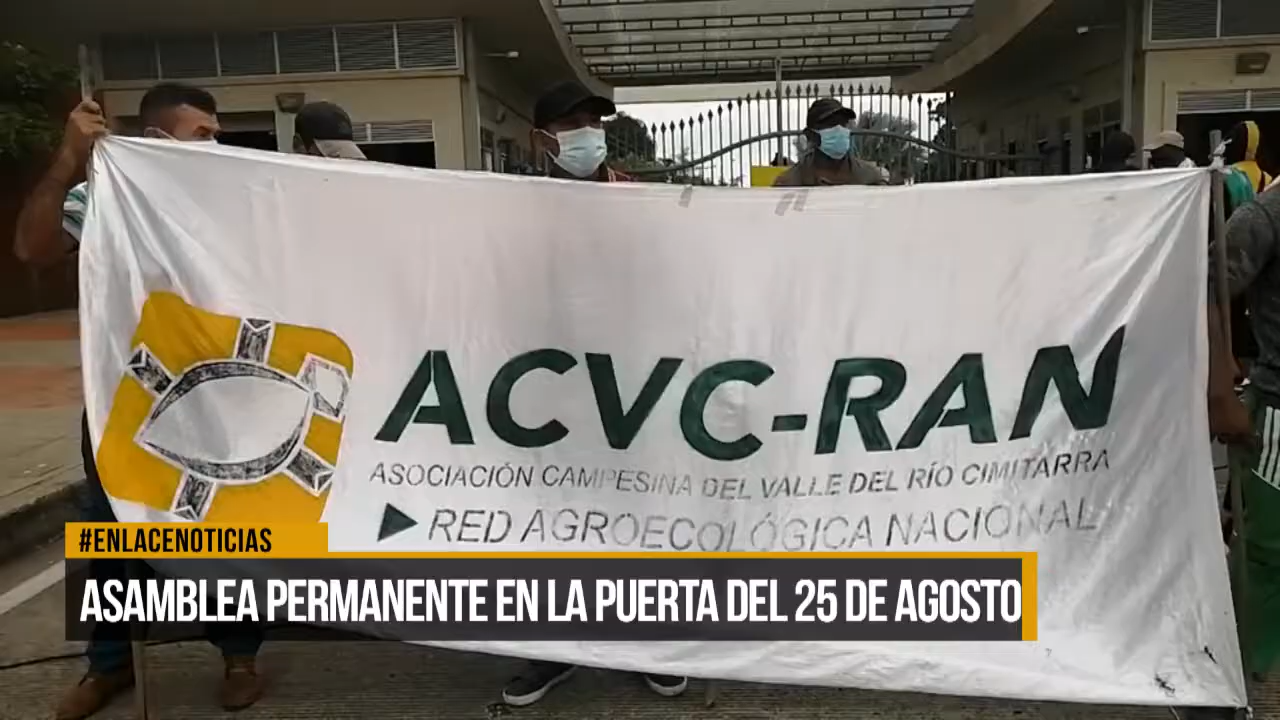 ACVC-RAN
ASOCIACIÓN CAMPESINA DEL VALLE DEL RÍO CIMITARRA
RED AGROECOLÓGICA NACIONAL
#ENLACENOTICIAS
ASAMBLEA PERMANENTE EN LA PUERTA DEL 25 DE AGOSTO